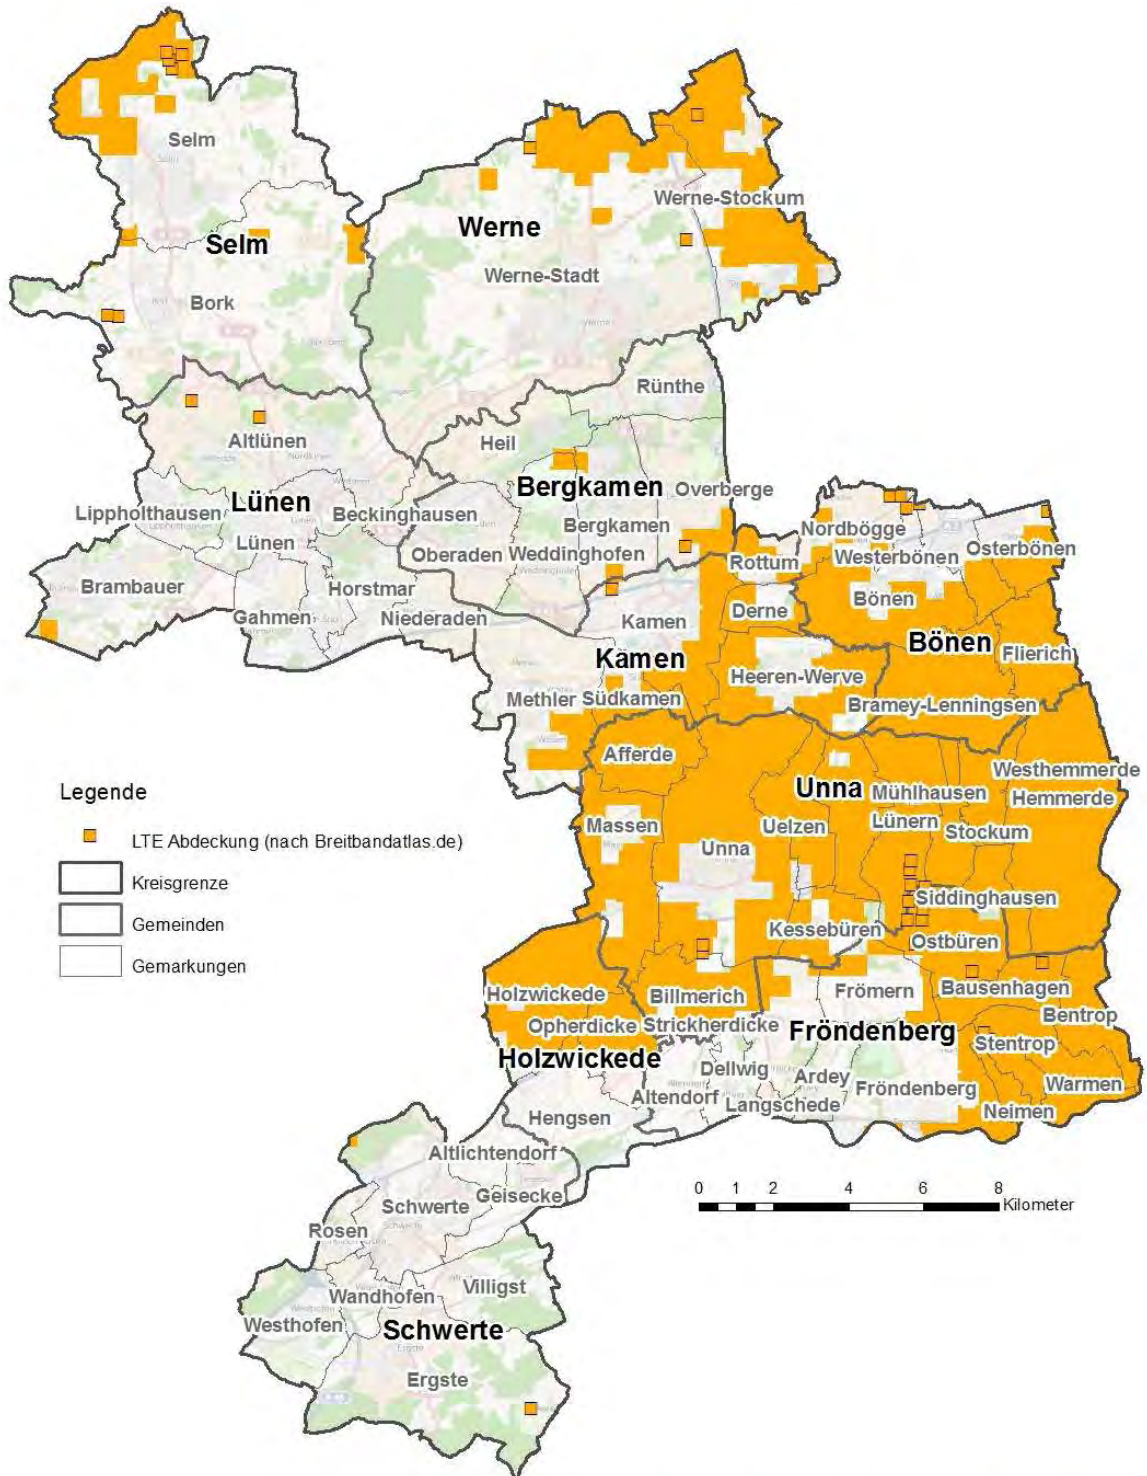 Selm
Werne-Stockum
Werne
Selm
Werne-Stadt
Bork
Rünthe
Altlünen
Heil
Bergkamen
Overberge
Lünen
Lippholthausen
Beckinghausen
Bergkamen
Nordbögge
Lünen
Oberaden
Weddinghofen
Westerbönen
Osterbönen
Rottum
Brambauer
Horstmar
Bönen
Derne
Gahmen
Niederaden
Kamen
Bönen
Flierich
Kamen
Heeren-Werve
Methler
Südkamen
Bramey-Lenningsen
Afferde
Westhemmerde
Unna
Mühlhausen
Hemmerde
Legende
Massen
Uelzen
Lünern
Stockum
LTE Abdeckung (nach Breitbandatlas.de)
Unna
Kreisgrenze
Siddinghausen
Gemeinden
Kessebüren
Ostbüren
Gemarkungen
Holzwickede
Billmerich
Frömern
Bausenhagen
Bentrop
Opherdicke
Strickherdicke
Fröndenberg
Stentrop
Holzwickede
Dellwig
Ardey
Fröndenberg
Warmen
Altendorf
Langschede
Neimen
Hengsen
Altlichtendorf
0 1 2 4 6 8
Kilometer
Geisecke
Schwerte
Rosen
Villigst
Wandhofen
Westhofen
Schwerte
Ergste